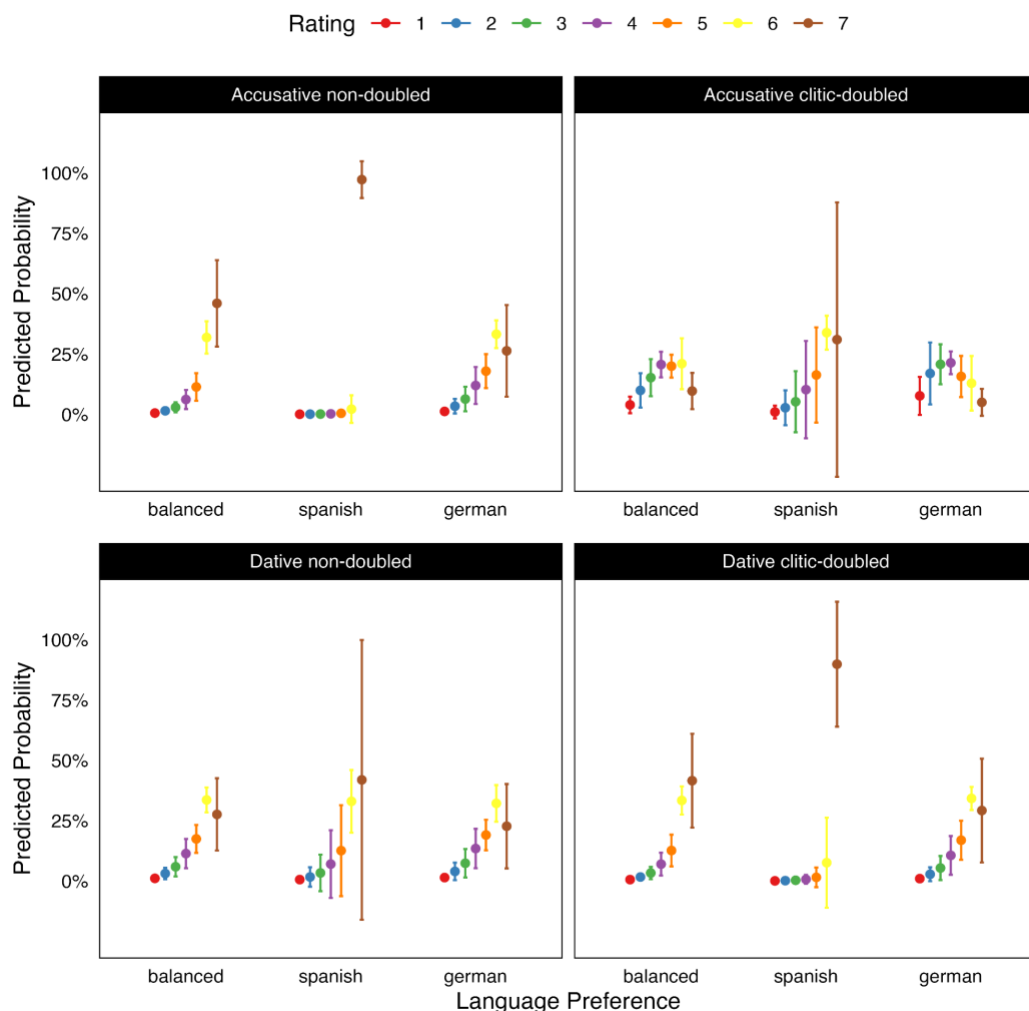 Rating 1 2 3 4 5 6 7
Accusative non-doubled
Accusative clitic-doubled
Predicted Probability
100%
75%
50%
25%
0%
balanced spanish german
balanced spanish german
Dative non-doubled
Dative clitic-doubled
Predicted Probability
100%
75%
50%
25%
0%
balanced spanish german
balanced spanish german
Language Preference